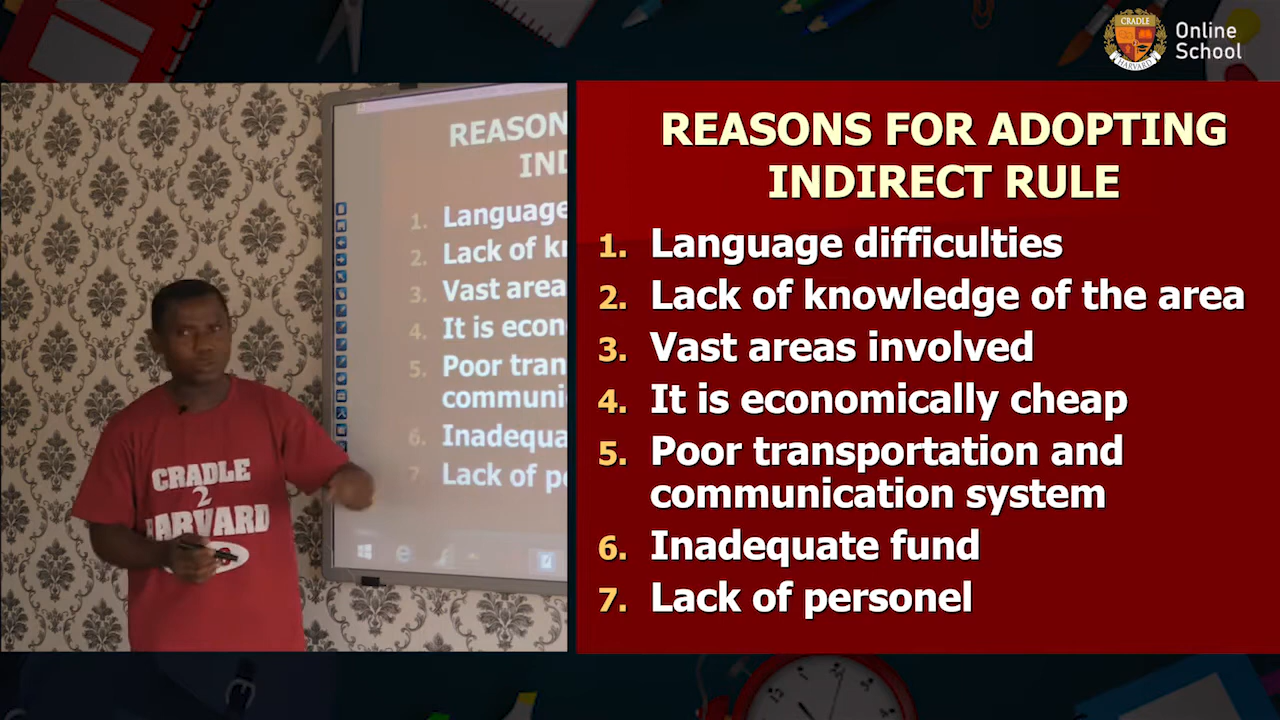 CRADLE
HARVARD
Online
School
REASON
IND
1. Language
2. Lack of kn
3. Vast area
4. It is econ
5. Poor tran
communi
6. Inadequa
7 Lack of pe
CRADLE
2
HARVARD
REASONS FOR ADOPTING
INDIRECT RULE
1. Language difficulties
2. Lack of knowledge of the area
3. Vast areas involved
4. It is economically cheap
5. Poor transportation and
communication system
6. Inadequate fund
7. Lack of personel